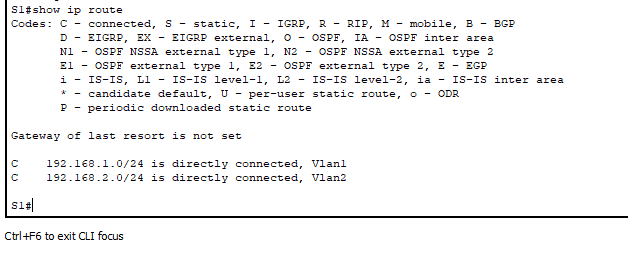 S1#show ip route
Codes: C - connected, S - static, I - IGRP, R - RIP, M - mobile, B - BGP
D - EIGRP, EX - EIGRP external, O - OSPF, IA - OSPF inter area
N1 - OSPF NSSA external type 1, N2 - OSPF NSSA external type 2
E1 - OSPF external type 1, E2 - OSPF external type 2, E - EGP
i - IS-IS, L1 - IS-IS level-1, L2 - IS-IS level-2, ia - IS-IS inter area
* - candidate default, U - per-user static route, o - ODR
P - periodic downloaded static route
Gateway of last resort is not set
C 192.168.1.0/24 is directly connected, Vlan1
C 192.168.2.0/24 is directly connected, Vlan2
S1#
Ctrl+F6 to exit CLI focus